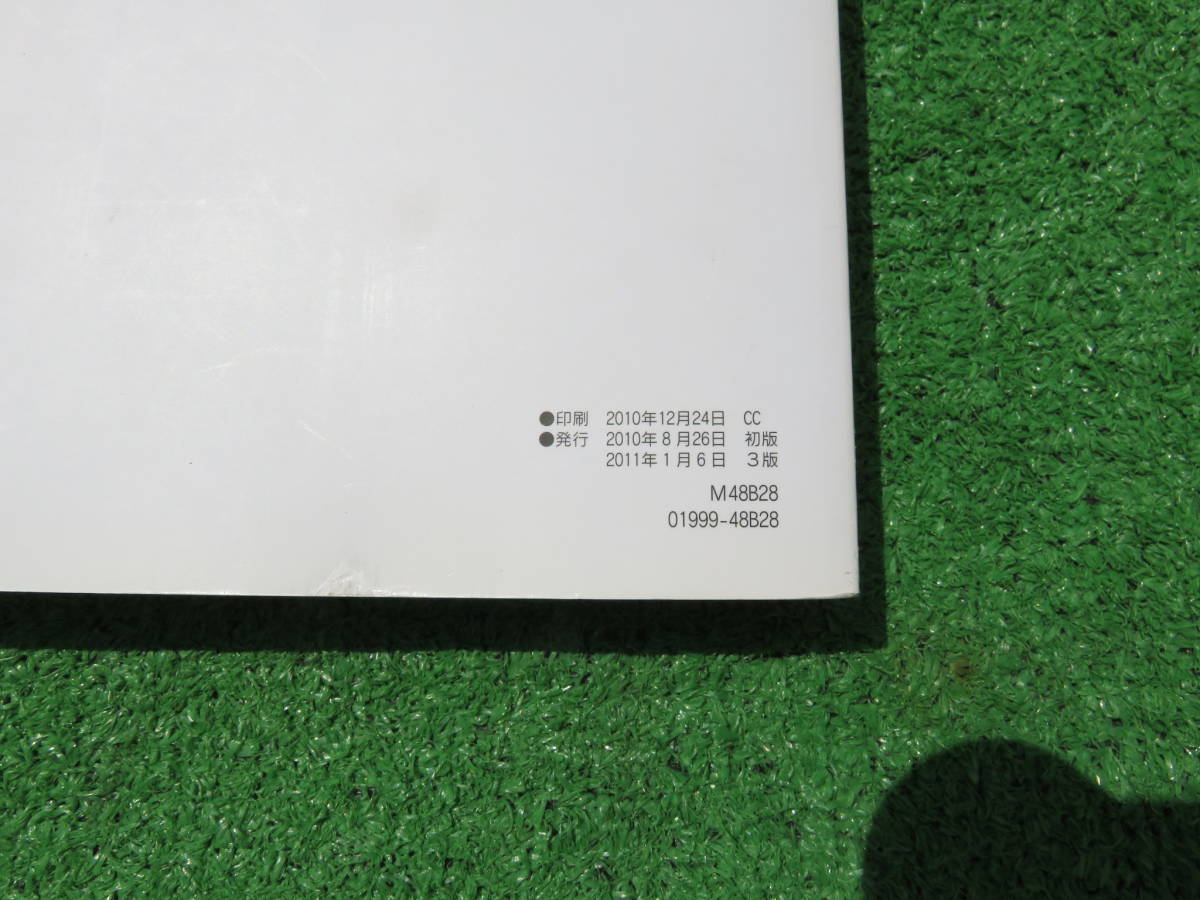 ●印刷 2010年12月24日 CC
●発行 2010年8月26日 初版
2011年1月6日 3版
M48B28
01999-48B28